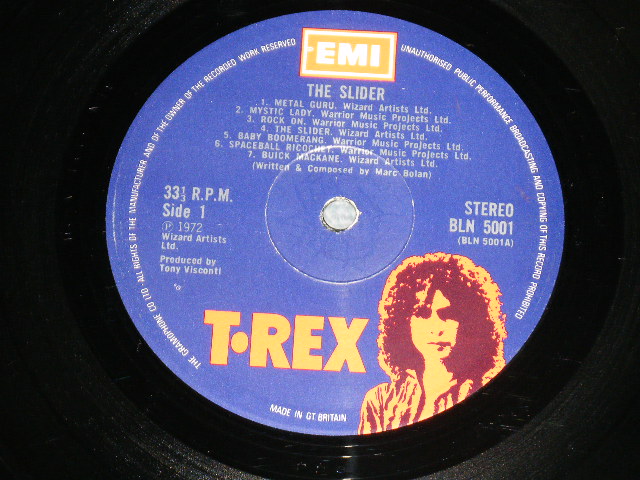 EMI
THE SLIDER
1. METAL GURU. Wizard Artists Ltd.
2. MYSTIC LADY. Warrior Music Projects Ltd.
3. ROCK ON. Warrior Music Projects Ltd.
4. THE SLIDER. Wizard Artists Ltd.
5. BABY BOOMERANG. Warrior Music Projects Ltd.
6. SPACEBALL RICOCHET. Warrior Music Projects Ltd.
7. BUICK MACKANE. Wizard Artists Ltd.
(Written & Composed by Marc Bolan)
33⅓ R.P.M.
Side 1
Ⓟ 1972
Wizard Artists
Ltd.
Produced by
Tony Visconti
STEREO
BLN 5001
(BLN 5001A)
T·REX
MADE IN GT. BRITAIN
THE GRAMOPHONE CO LTD · ALL RIGHTS OF THE MANUFACTURER AND OF THE OWNER OF THE RECORDED WORK RESERVED
UNAUTHORISED PUBLIC PERFORMANCE BROADCASTING AND COPYING OF THIS RECORD PROHIBITED